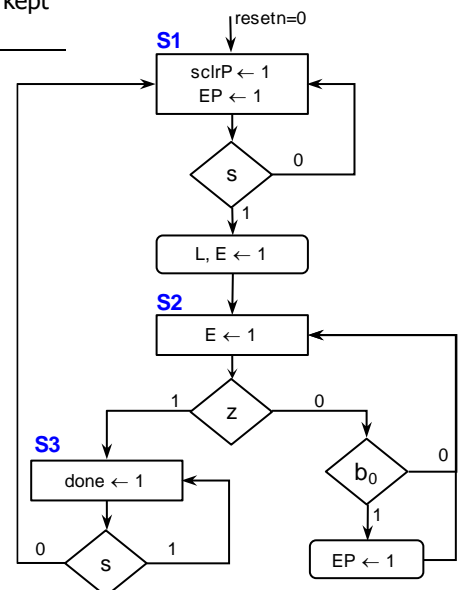 kept
resetn=0
S1
sclrP ← 1
EP ← 1
0
s
1
L, E ← 1
S2
E ← 1
1
z
0
S3
done ← 1
b₀
0
1
0
s
1
EP ← 1